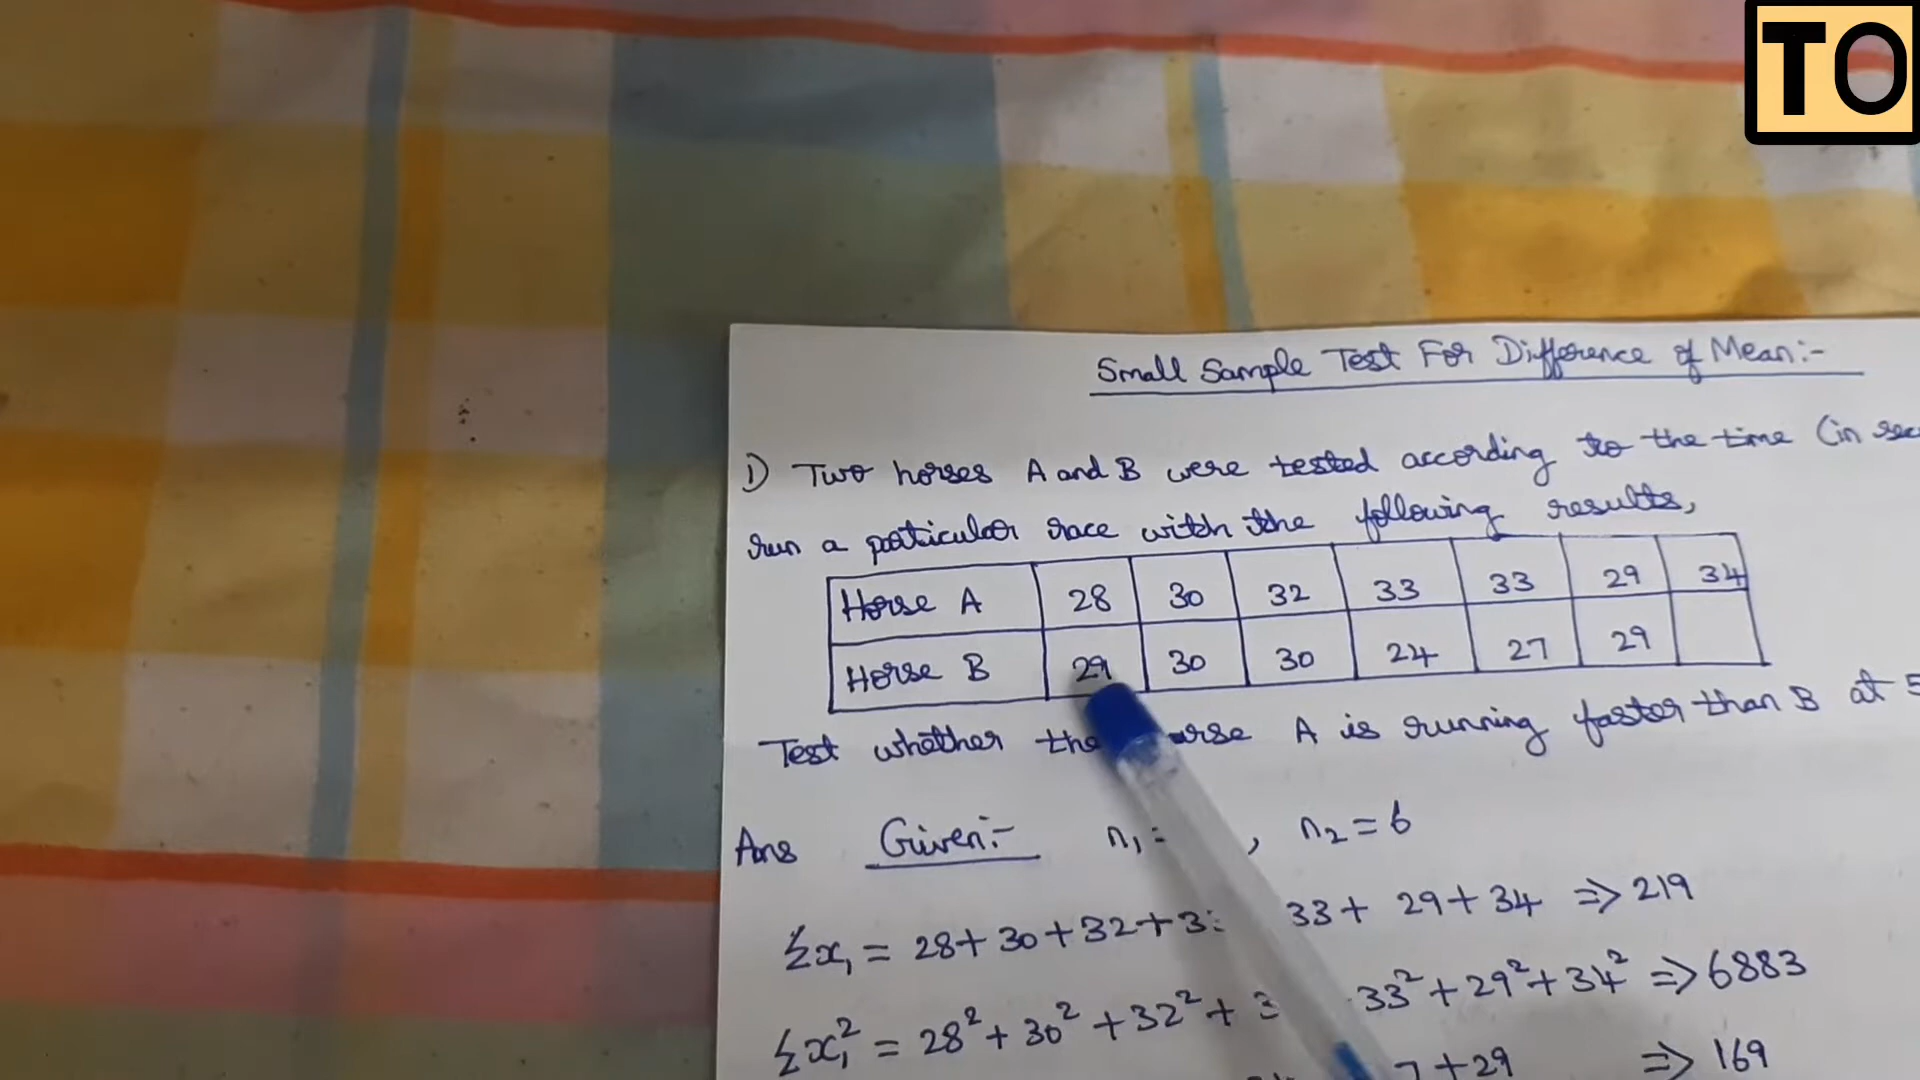 TO
Small Sample Test For Difference of Mean:-
1) Two horses A and B were tested according to the time (in sec
run a particular race with the following results,
Horse A 28 30 32 33 33 29 34
Horse B 29 30 30 24 27 29
Test whether the A is running faster than B at 5
Ans Given:- n₁= , n₂=6
Σx₁ = 28+30+32+3 33+ 29+34 ⇒ 219
Σx₁² = 28²+30²+32²+3 33²+29²+34² ⇒ 6883
7+29 ⇒ 169